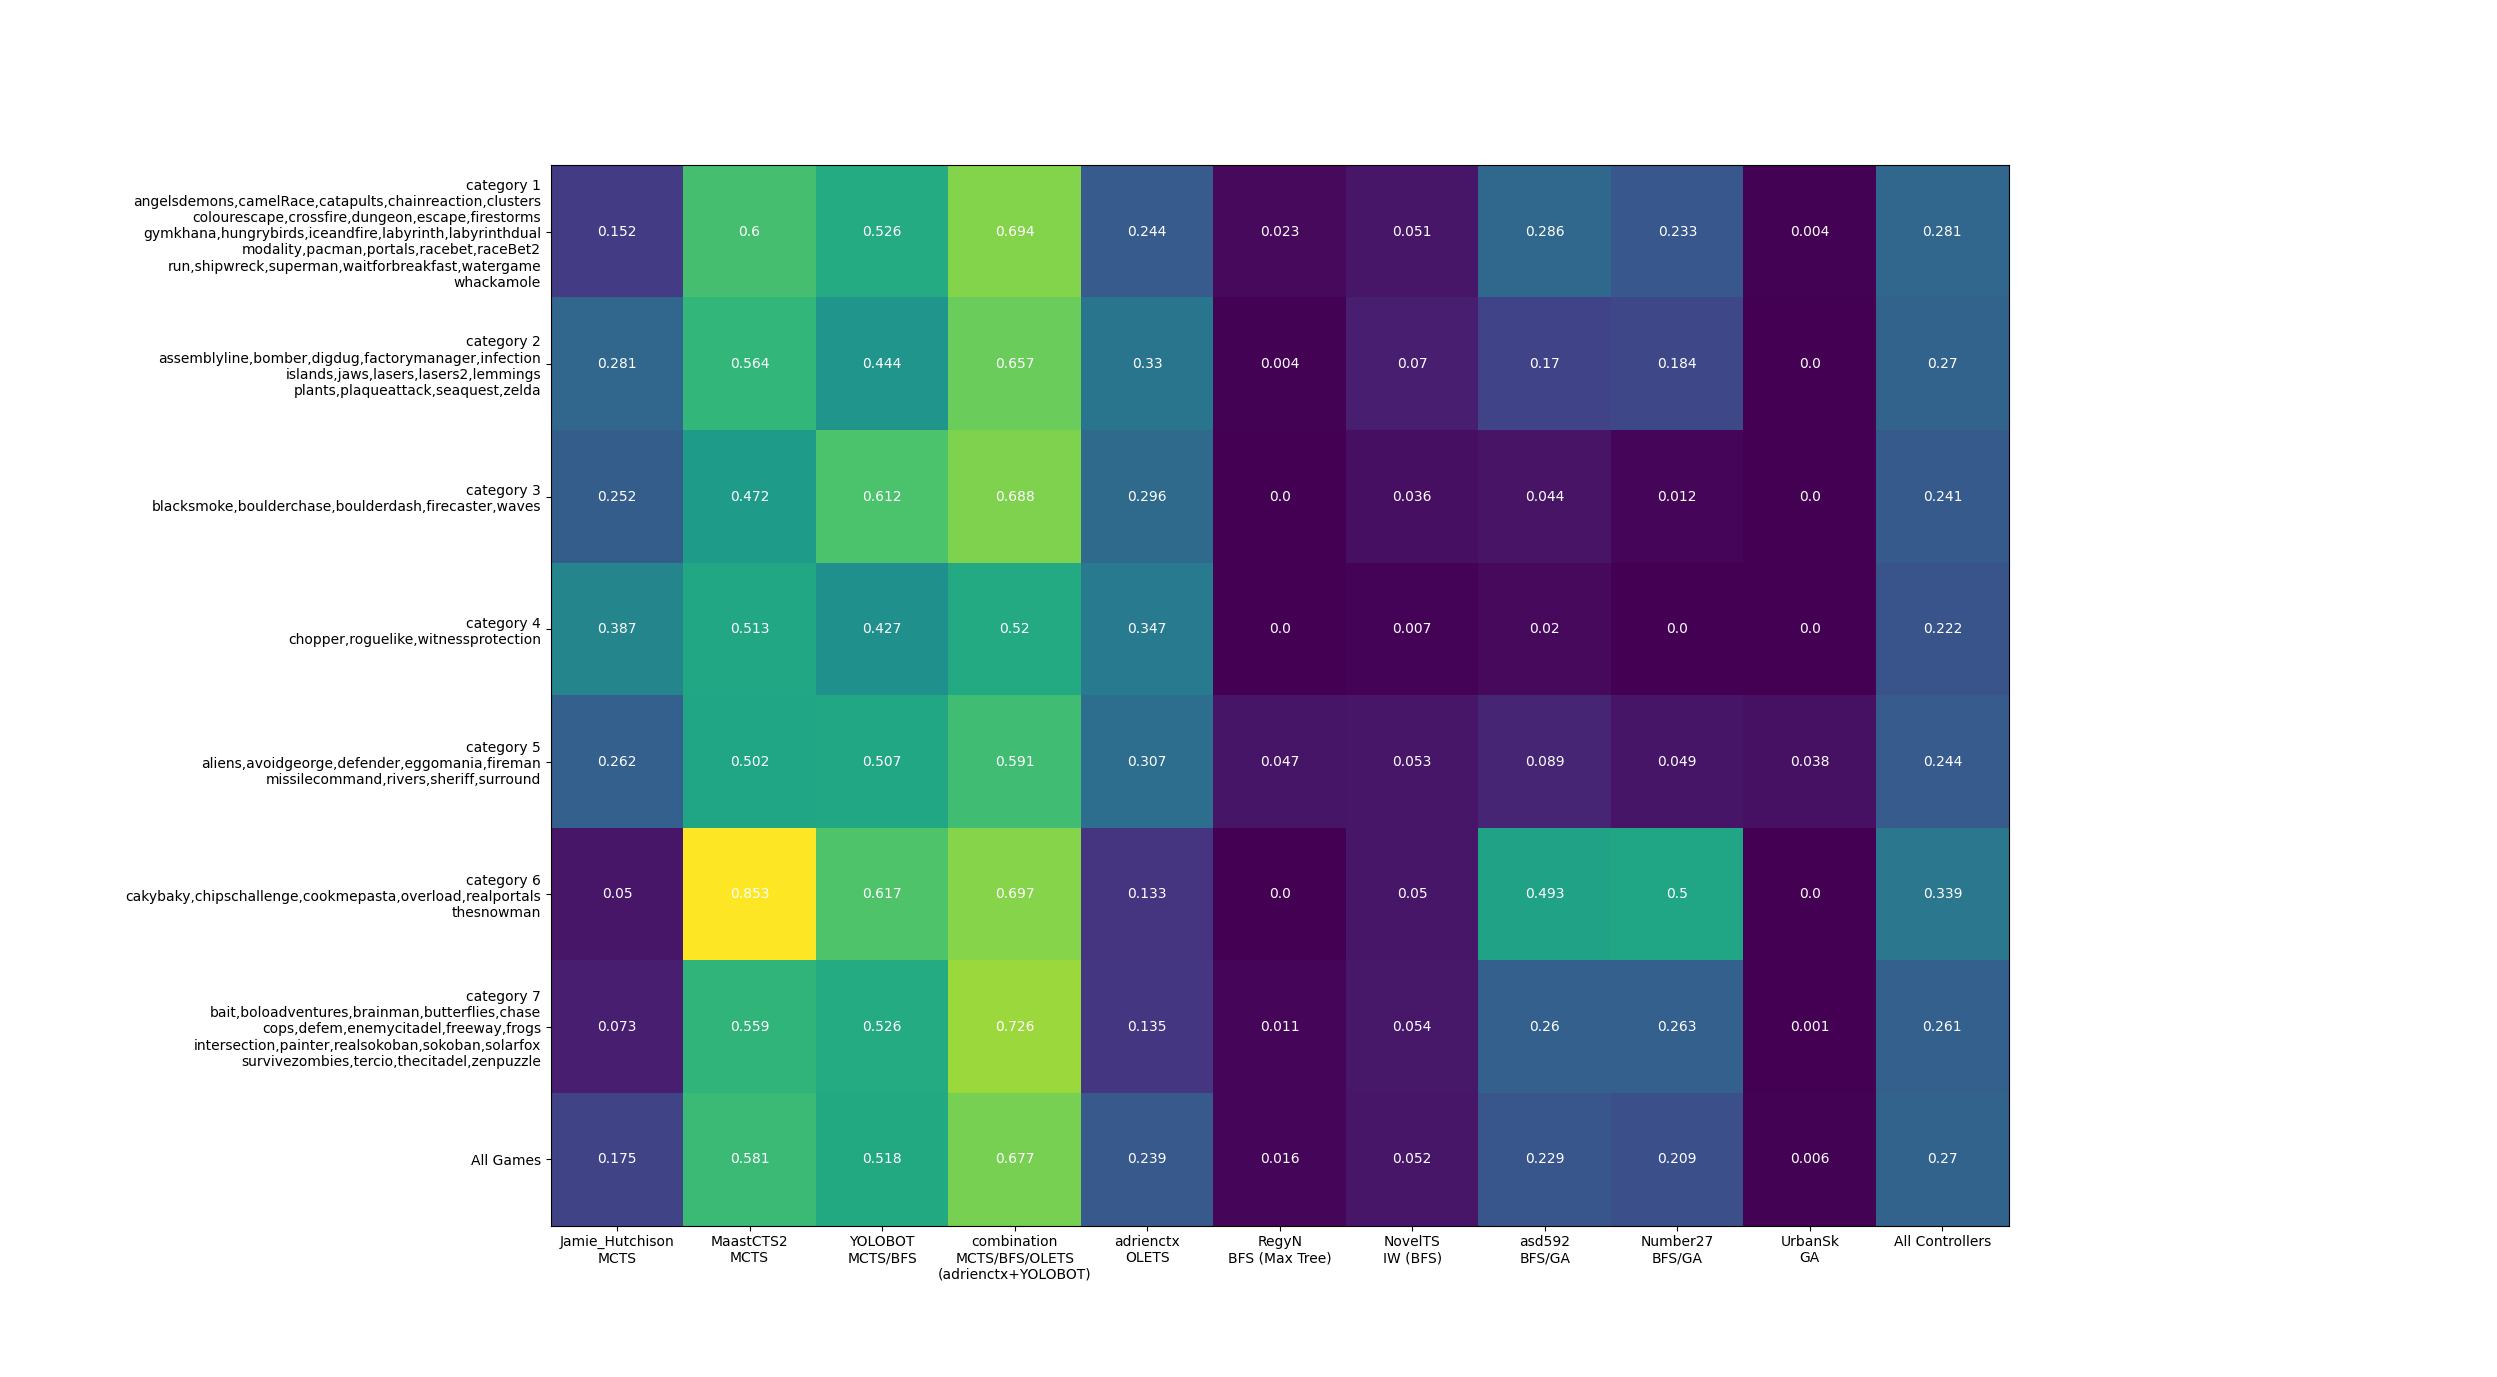 category 1
angelsdemons,camelRace,catapults,chainreaction,clusters
colourescape,crossfire,dungeon,escape,firestorms
gymkhana,hungrybirds,iceandfire,labyrinth,labyrinthdual
modality,pacman,portals,racebet,raceBet2
run,shipwreck,superman,waitforbreakfast,watergame
whackamole
0.152 0.6 0.526 0.694 0.244 0.023 0.051 0.286 0.233 0.004 0.281
category 2
assemblyline,bomber,digdug,factorymanager,infection
islands,jaws,lasers,lasers2,lemmings
plants,plaqueattack,seaquest,zelda
0.281 0.564 0.444 0.657 0.33 0.004 0.07 0.17 0.184 0.0 0.27
category 3
blacksmoke,boulderchase,boulderdash,firecaster,waves
0.252 0.472 0.612 0.688 0.296 0.0 0.036 0.044 0.012 0.0 0.241
category 4
chopper,roguelike,witnessprotection
0.387 0.513 0.427 0.52 0.347 0.0 0.007 0.02 0.0 0.0 0.222
category 5
aliens,avoidgeorge,defender,eggomania,fireman
missilecommand,rivers,sheriff,surround
0.262 0.502 0.507 0.591 0.307 0.047 0.053 0.089 0.049 0.038 0.244
category 6
cakybaky,chipschallenge,cookmepasta,overload,realportals
thesnowman
0.05 0.853 0.617 0.697 0.133 0.0 0.05 0.493 0.5 0.0 0.339
category 7
bait,boloadventures,brainman,butterflies,chase
cops,defem,enemycitadel,freeway,frogs
intersection,painter,realsokoban,sokoban,solarfox
survivezombies,tercio,thecitadel,zenpuzzle
0.073 0.559 0.526 0.726 0.135 0.011 0.054 0.26 0.263 0.001 0.261
All Games
0.175 0.581 0.518 0.677 0.239 0.016 0.052 0.229 0.209 0.006 0.27
Jamie_Hutchison
MCTS
MaastCTS2
MCTS
YOLOBOT
MCTS/BFS
combination
MCTS/BFS/OLETS
(adrienctx+YOLOBOT)
adrienctx
OLETS
RegyN
BFS (Max Tree)
NovelTS
IW (BFS)
asd592
BFS/GA
Number27
BFS/GA
UrbanSk
GA
All Controllers